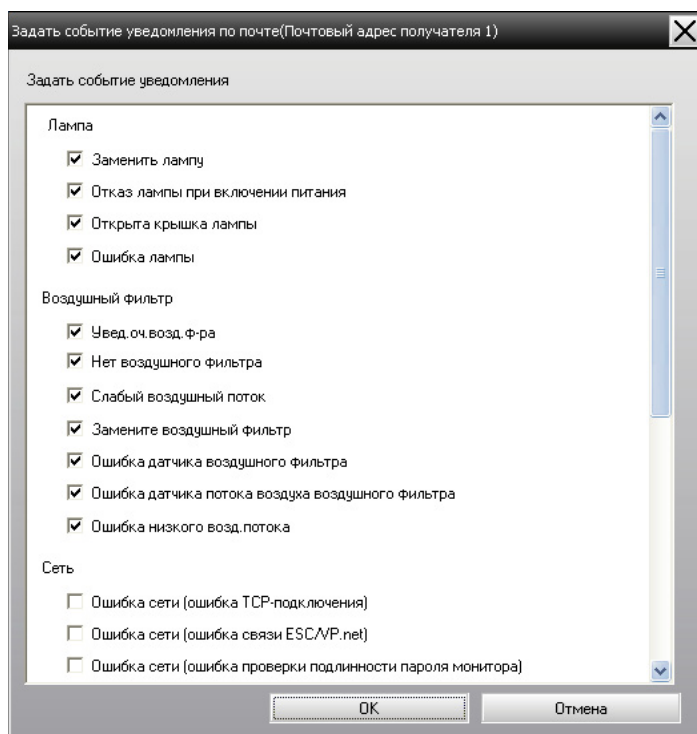 Задать событие уведомления по почте(Почтовый адрес получателя 1)
Задать событие уведомления
Лампа
Заменить лампу
Отказ лампы при включении питания
Открыта крышка лампы
Ошибка лампы
Воздушный фильтр
Увед.оч.возд.ф-ра
Нет воздушного фильтра
Слабый воздушный поток
Замените воздушный фильтр
Ошибка датчика воздушного фильтра
Ошибка датчика потока воздуха воздушного фильтра
Ошибка низкого возд.потока
Сеть
Ошибка сети (ошибка TCP-подключения)
Ошибка сети (ошибка связи ESC/VP.net)
Ошибка сети (ошибка проверки подлинности пароля монитора)
OK Отмена